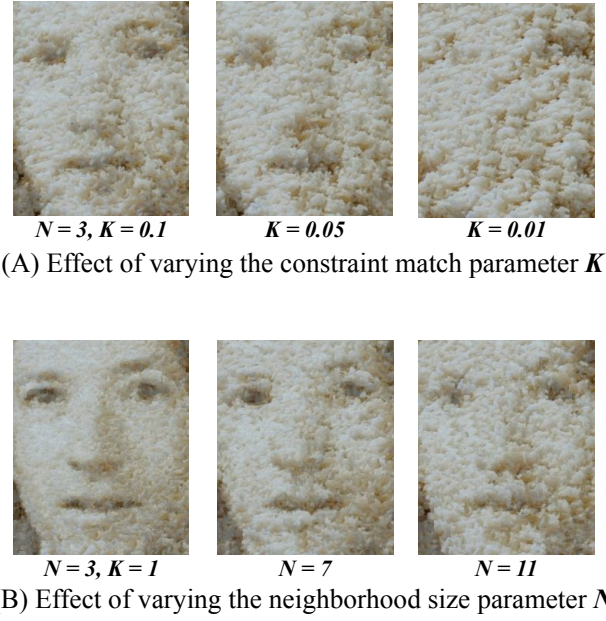 N = 3, K = 0.1 K = 0.05 K = 0.01
(A) Effect of varying the constraint match parameter K
N = 3, K = 1 N = 7 N = 11
B) Effect of varying the neighborhood size parameter N